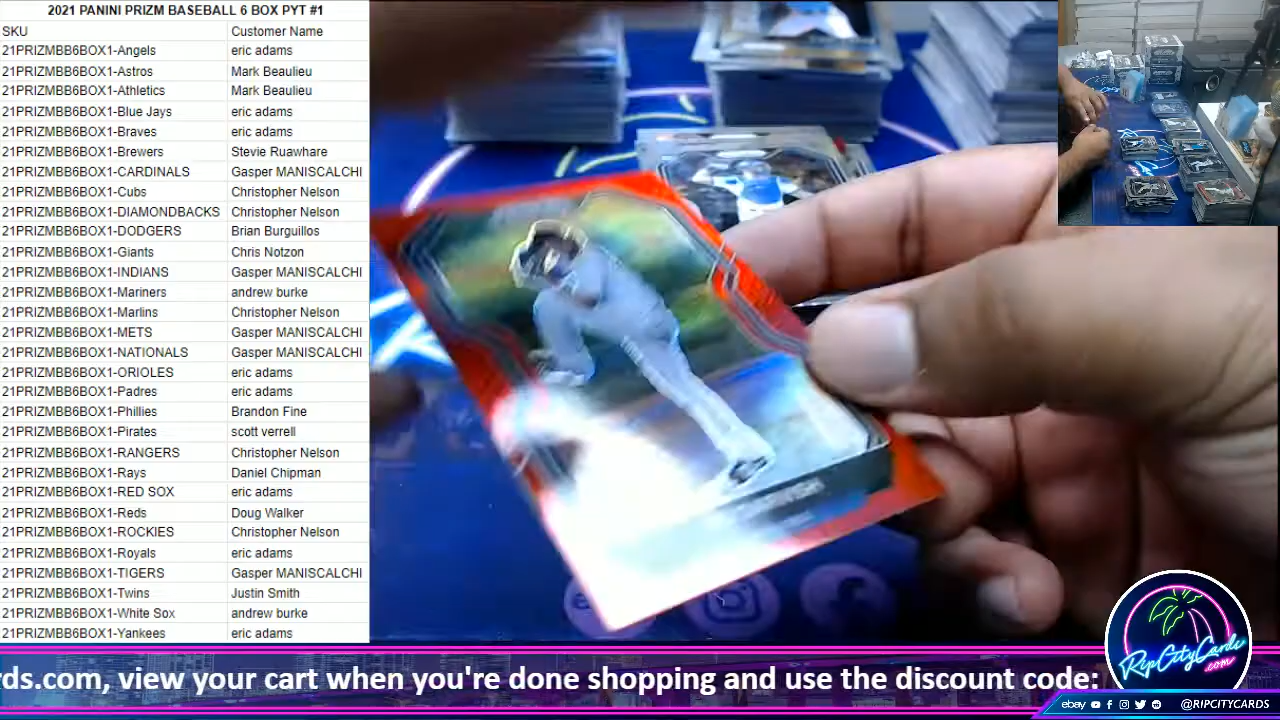 2021 PANINI PRIZM BASEBALL 6 BOX PYT #1
SKU Customer Name
21PRIZMBB6BOX1-Angels eric adams
21PRIZMBB6BOX1-Astros Mark Beaulieu
21PRIZMBB6BOX1-Athletics Mark Beaulieu
21PRIZMBB6BOX1-Blue Jays eric adams
21PRIZMBB6BOX1-Braves eric adams
21PRIZMBB6BOX1-Brewers Stevie Ruawhare
21PRIZMBB6BOX1-CARDINALS Gasper MANISCALCHI
21PRIZMBB6BOX1-Cubs Christopher Nelson
21PRIZMBB6BOX1-DIAMONDBACKS Christopher Nelson
21PRIZMBB6BOX1-DODGERS Brian Burguillos
21PRIZMBB6BOX1-Giants Chris Notzon
21PRIZMBB6BOX1-INDIANS Gasper MANISCALCHI
21PRIZMBB6BOX1-Mariners andrew burke
21PRIZMBB6BOX1-Marlins Christopher Nelson
21PRIZMBB6BOX1-METS Gasper MANISCALCHI
21PRIZMBB6BOX1-NATIONALS Gasper MANISCALCHI
21PRIZMBB6BOX1-ORIOLES eric adams
21PRIZMBB6BOX1-Padres eric adams
21PRIZMBB6BOX1-Phillies Brandon Fine
21PRIZMBB6BOX1-Pirates scott verrell
21PRIZMBB6BOX1-RANGERS Christopher Nelson
21PRIZMBB6BOX1-Rays Daniel Chipman
21PRIZMBB6BOX1-RED SOX eric adams
21PRIZMBB6BOX1-Reds Doug Walker
21PRIZMBB6BOX1-ROCKIES Christopher Nelson
21PRIZMBB6BOX1-Royals eric adams
21PRIZMBB6BOX1-TIGERS Gasper MANISCALCHI
21PRIZMBB6BOX1-Twins Justin Smith
21PRIZMBB6BOX1-White Sox andrew burke
21PRIZMBB6BOX1-Yankees eric adams
ds.com, view your cart when you're done shopping and use the discount code:
RipCityCards
.com
ebay @RIPCITYCARDS